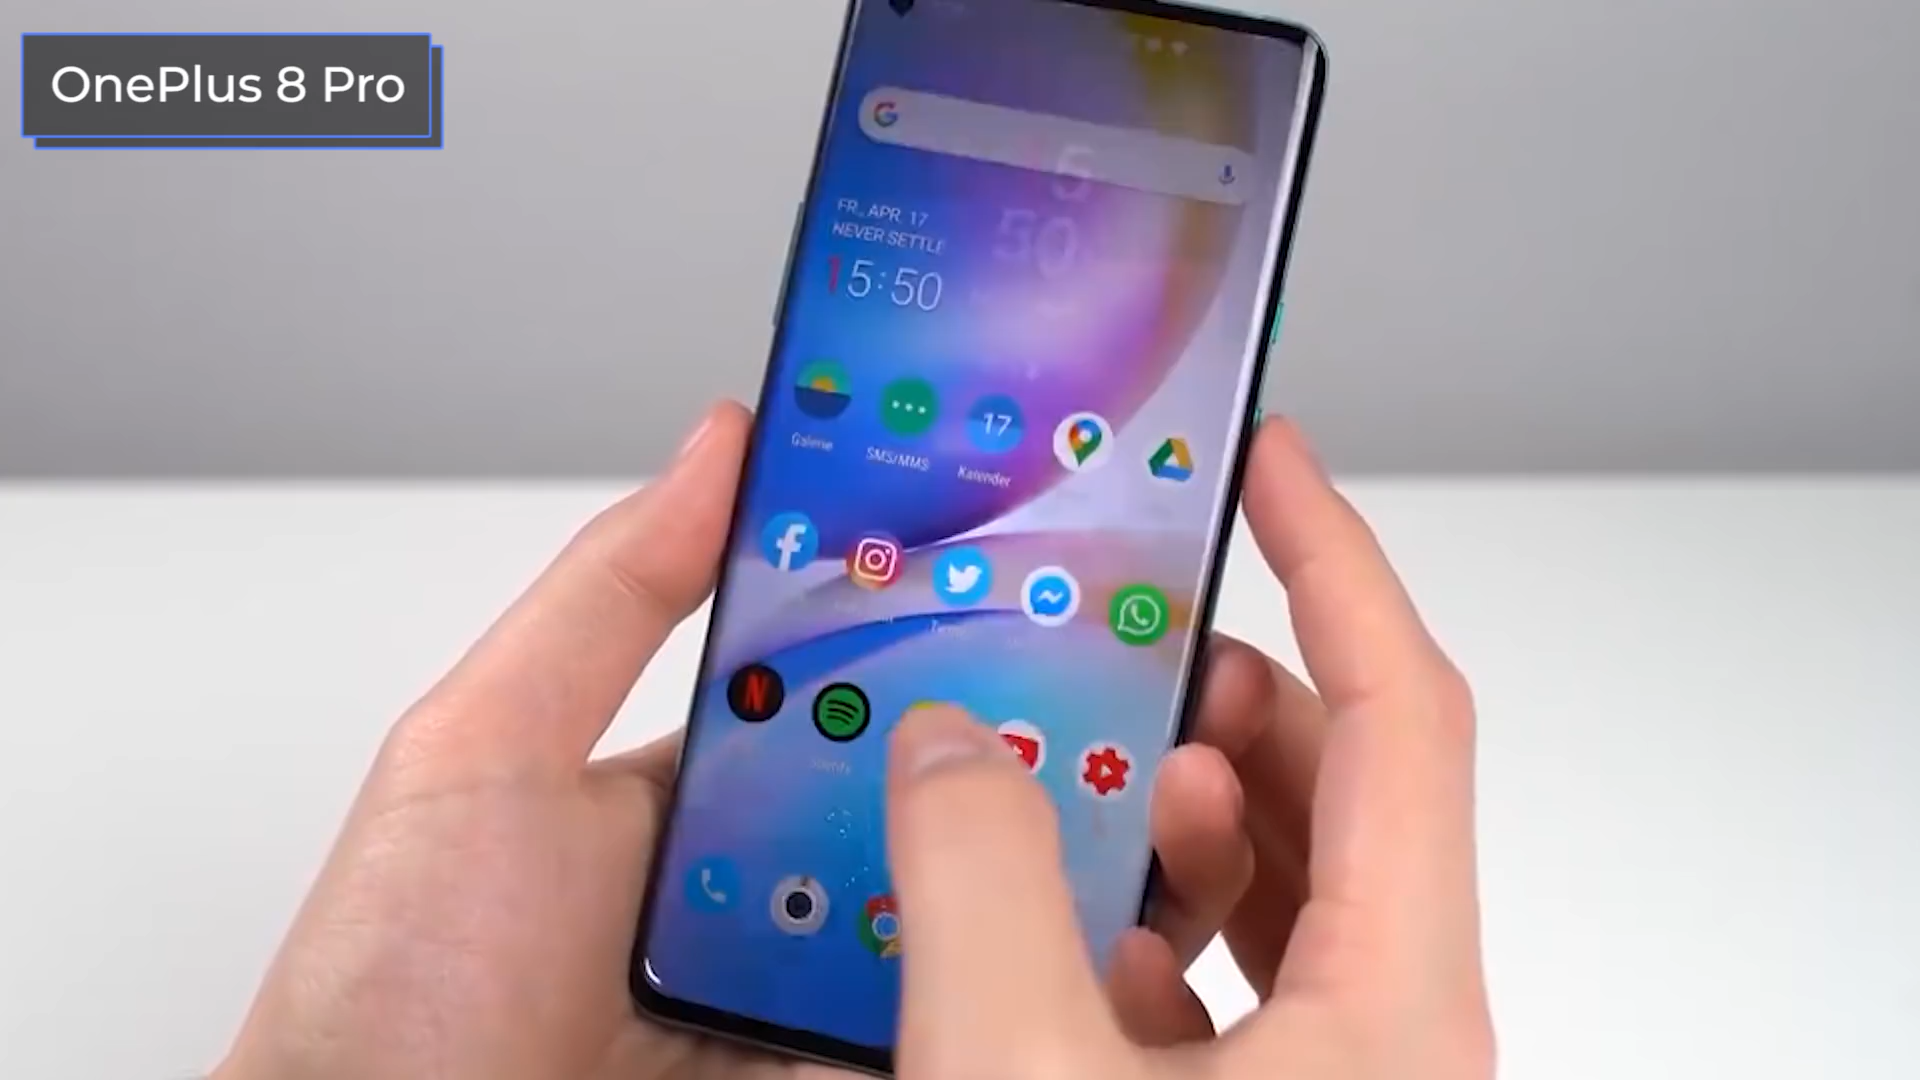 OnePlus 8 Pro
FR., APR. 17
NEVER SETTLE
15:50
Galerie
SMS/MMS
17
Kalender